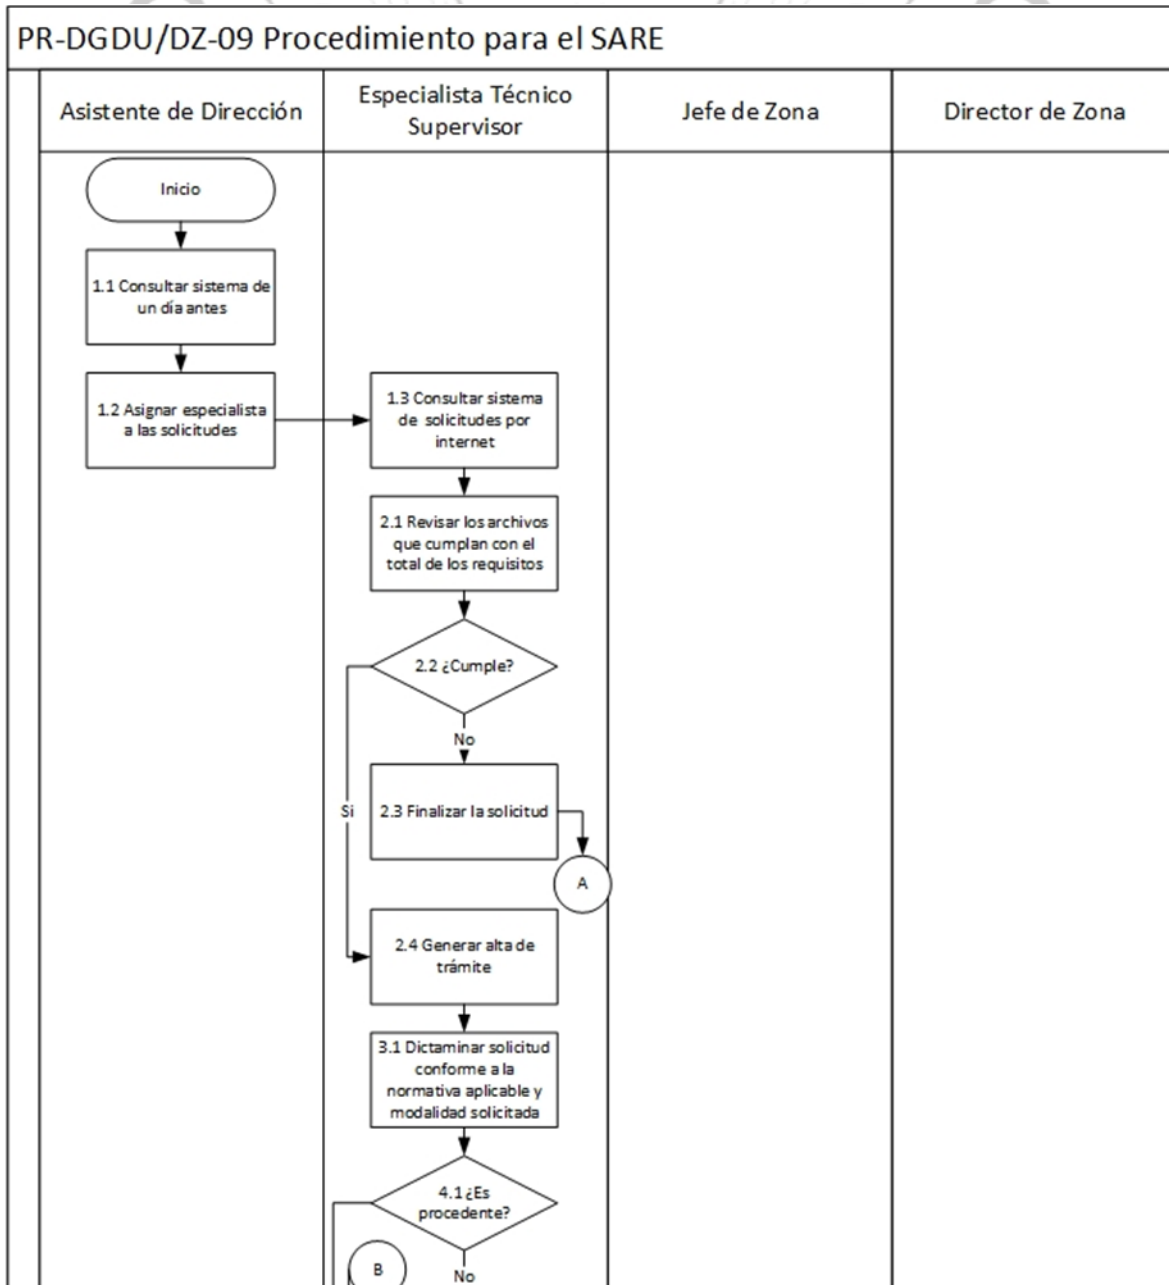 PR-DGDU/DZ-09 Procedimiento para el SARE
Asistente de Dirección
Especialista Técnico
Supervisor
Jefe de Zona
Director de Zona
Inicio
1.1 Consultar sistema de
un día antes
1.2 Asignar especialista
a las solicitudes
1.3 Consultar sistema
de solicitudes por
internet
2.1 Revisar los archivos
que cumplan con el
total de los requisitos
2.2 ¿Cumple?
No
Si
2.3 Finalizar la solicitud
A
2.4 Generar alta de
trámite
3.1 Dictaminar solicitud
conforme a la
normativa aplicable y
modalidad solicitada
4.1 ¿Es
procedente?
B
No